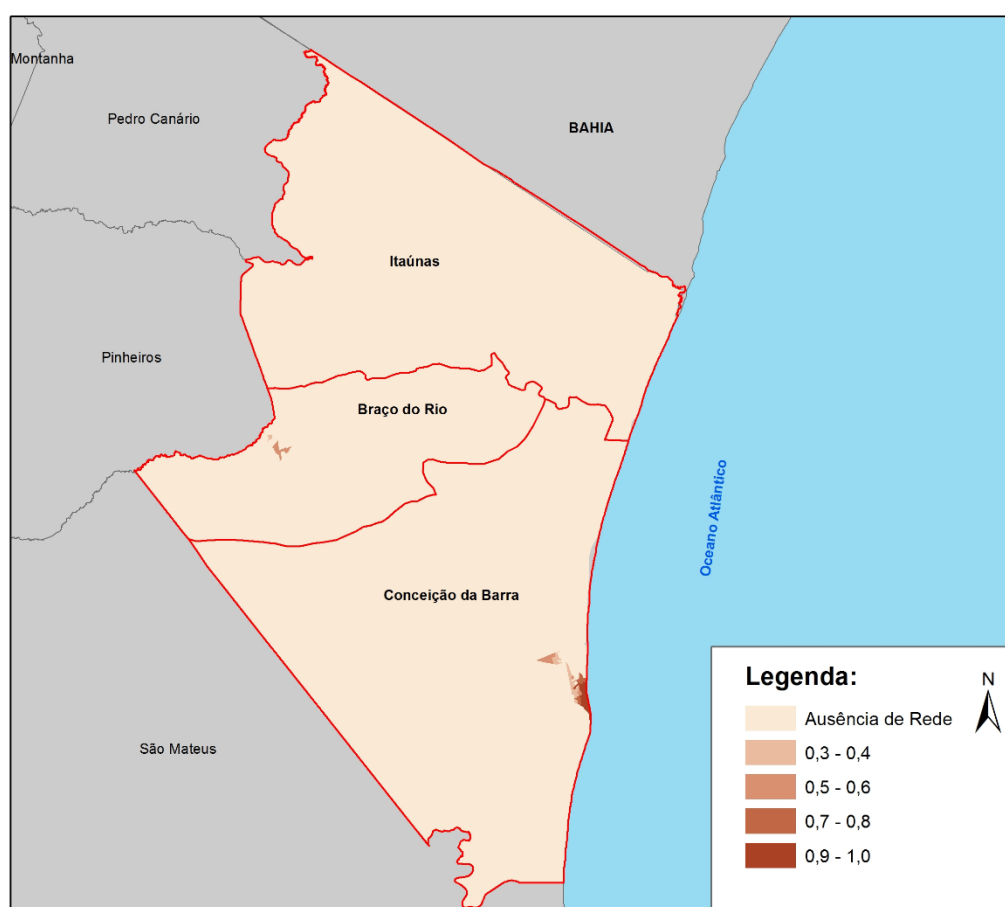 Montanha
Pedro Canário
BAHIA
Itaúnas
Pinheiros
Braço do Rio
Oceano Atlântico
Conceição da Barra
São Mateus
Legenda:
N
Ausência de Rede
0,3 - 0,4
0,5 - 0,6
0,7 - 0,8
0,9 - 1,0